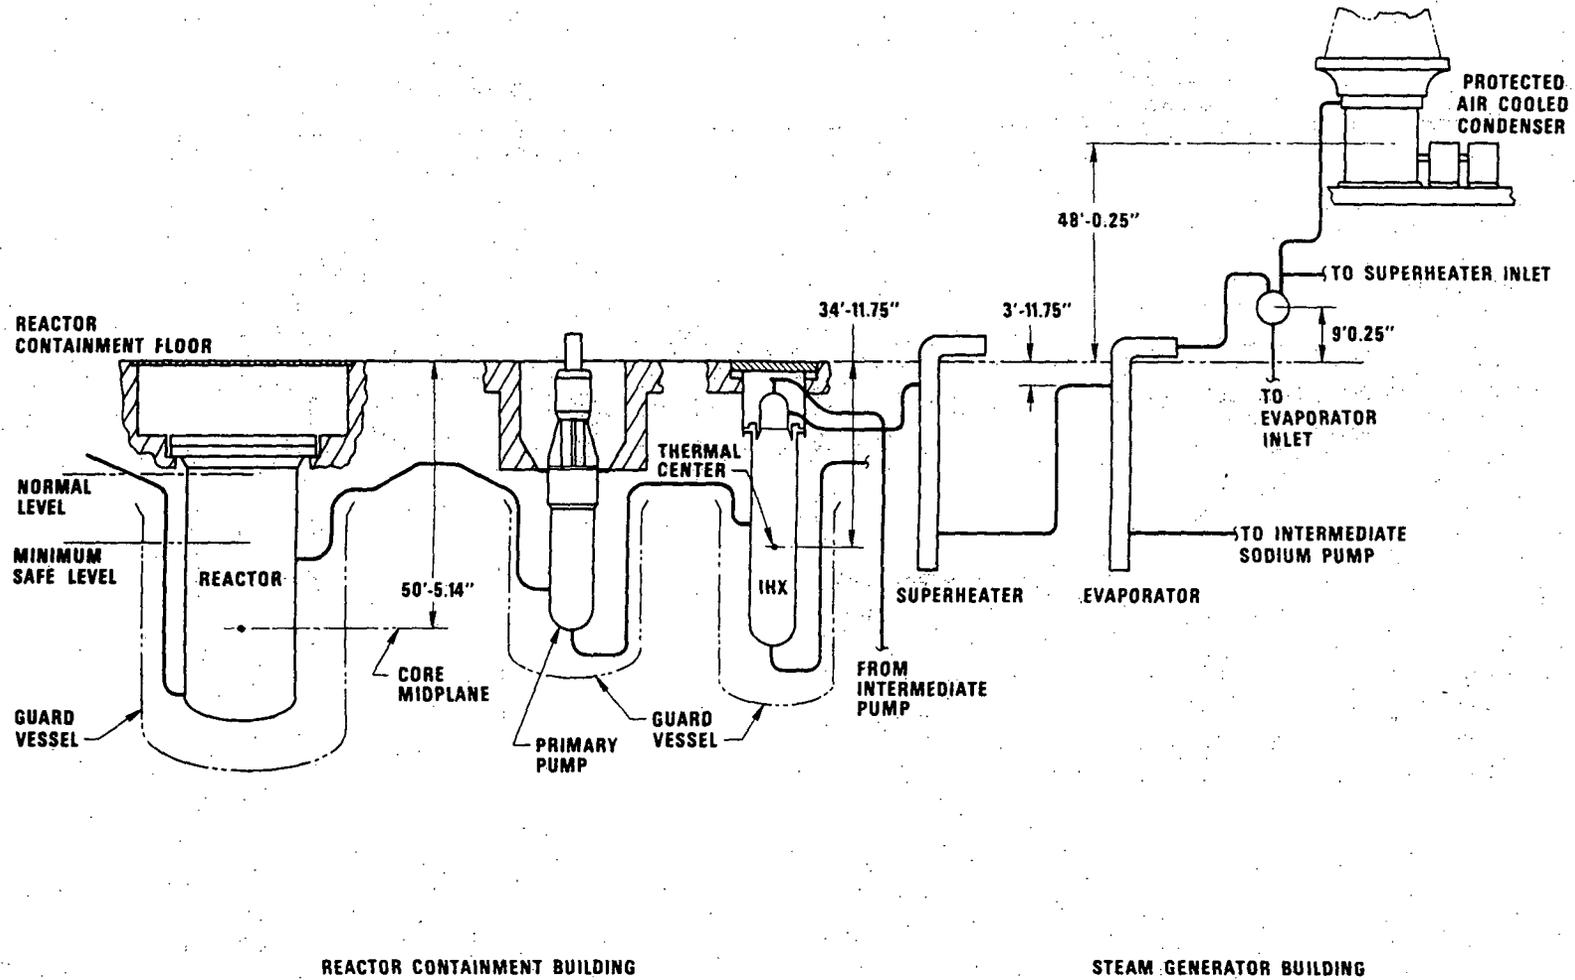 PROTECTED
AIR COOLED
CONDENSER
48'-0.25"
TO SUPERHEATER INLET
34'-11.75"
3'-11.75"
9'0.25"
REACTOR
CONTAINMENT FLOOR
TO
EVAPORATOR
INLET
THERMAL
CENTER
NORMAL
LEVEL
TO INTERMEDIATE
SODIUM PUMP
MINIMUM
SAFE LEVEL
REACTOR
50'-5.14"
IHX
SUPERHEATER
EVAPORATOR
CORE
MIDPLANE
FROM
INTERMEDIATE
PUMP
GUARD
VESSEL
GUARD
VESSEL
PRIMARY
PUMP
REACTOR CONTAINMENT BUILDING
STEAM GENERATOR BUILDING